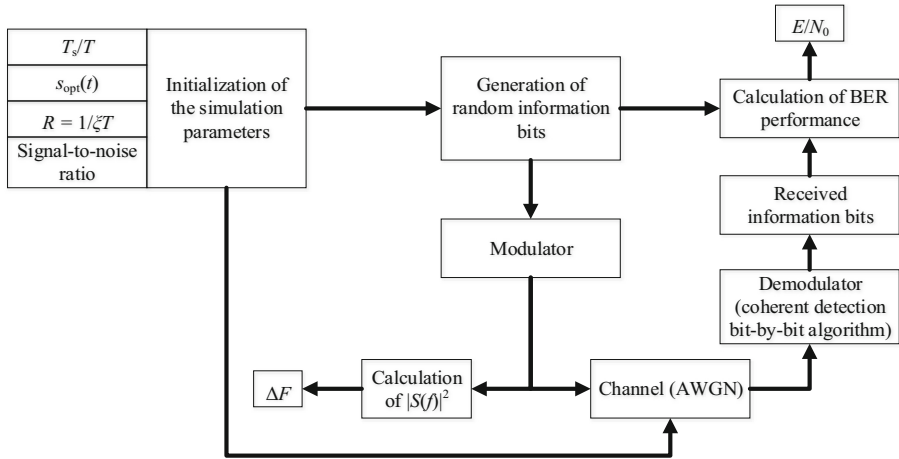 T_s/T
s_opt(t)
R = 1/ξT
Signal-to-noise
ratio
Initialization of
the simulation
parameters
Generation of
random information
bits
E/N_0
Calculation of BER
performance
Received
information bits
Modulator
Demodulator
(coherent detection
bit-by-bit algorithm)
ΔF
Calculation
of |S(f)|^2
Channel (AWGN)